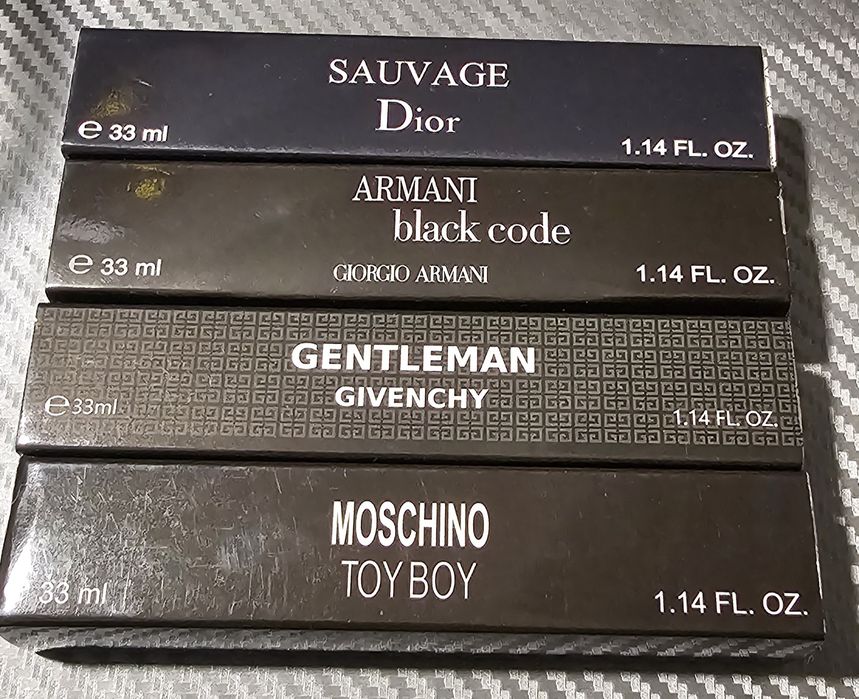 SAUVAGE
Dior
℮ 33 ml
1.14 FL. OZ.
ARMANI
black code
℮ 33 ml
GIORGIO ARMANI
1.14 FL. OZ.
GENTLEMAN
GIVENCHY
℮33ml
1.14 FL. OZ.
MOSCHINO
TOY BOY
33 ml
1.14 FL. OZ.